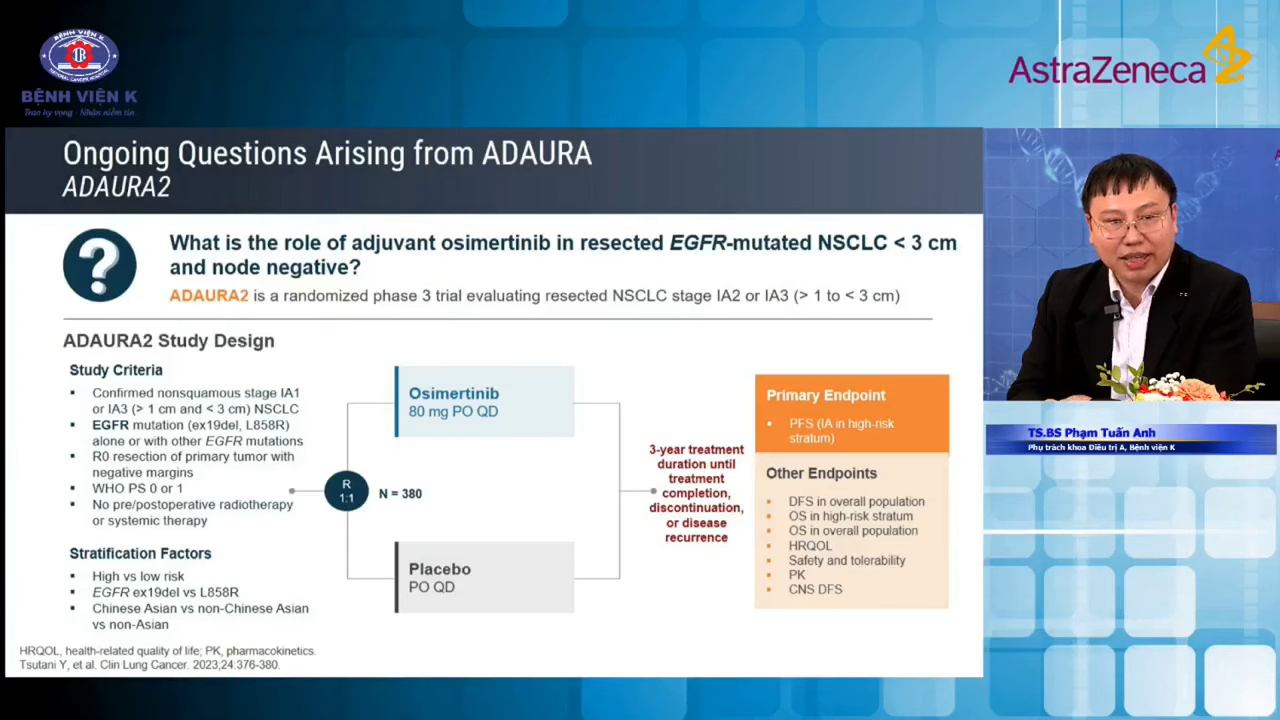 BỆNH VIỆN K
BỆNH VIỆN K
Trao hy vọng - Nhận niềm tin
AstraZeneca
Ongoing Questions Arising from ADAURA
ADAURA2
?
What is the role of adjuvant osimertinib in resected EGFR-mutated NSCLC < 3 cm
and node negative?
ADAURA2 is a randomized phase 3 trial evaluating resected NSCLC stage IA2 or IA3 (> 1 to < 3 cm)
ADAURA2 Study Design
Study Criteria
▪ Confirmed nonsquamous stage IA1
or IA3 (> 1 cm and < 3 cm) NSCLC
▪ EGFR mutation (ex19del, L858R)
alone or with other EGFR mutations
▪ R0 resection of primary tumor with
negative margins
▪ WHO PS 0 or 1
▪ No pre/postoperative radiotherapy
or systemic therapy
Stratification Factors
▪ High vs low risk
▪ EGFR ex19del vs L858R
▪ Chinese Asian vs non-Chinese Asian
vs non-Asian
R
1:1
N = 380
Osimertinib
80 mg PO QD
Placebo
PO QD
3-year treatment
duration until
treatment
completion,
discontinuation,
or disease
recurrence
Primary Endpoint
▪ PFS (IA in high-risk
stratum)
Other Endpoints
▪ DFS in overall population
▪ OS in high-risk stratum
▪ OS in overall population
▪ HRQOL
▪ Safety and tolerability
▪ PK
▪ CNS DFS
HRQOL, health-related quality of life; PK, pharmacokinetics.
Tsutani Y, et al. Clin Lung Cancer. 2023;24:376-380.
TS.BS Phạm Tuấn Anh
Phụ trách khoa Điều trị A, Bệnh viện K